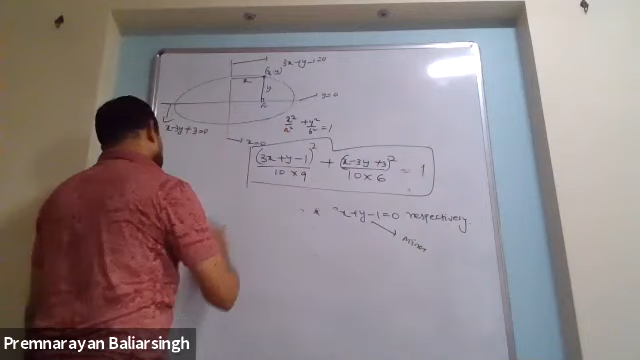 3x+y-1=0
(x,y)
x
y
y=0
x-3y+3=0
x²/a² + y²/b² = 1
x=0
(3x+y-1)²/10×9 + (x-3y+3)²/10×6 = 1
x+y-1=0 respectively.
Minor
Premnarayan Baliarsingh